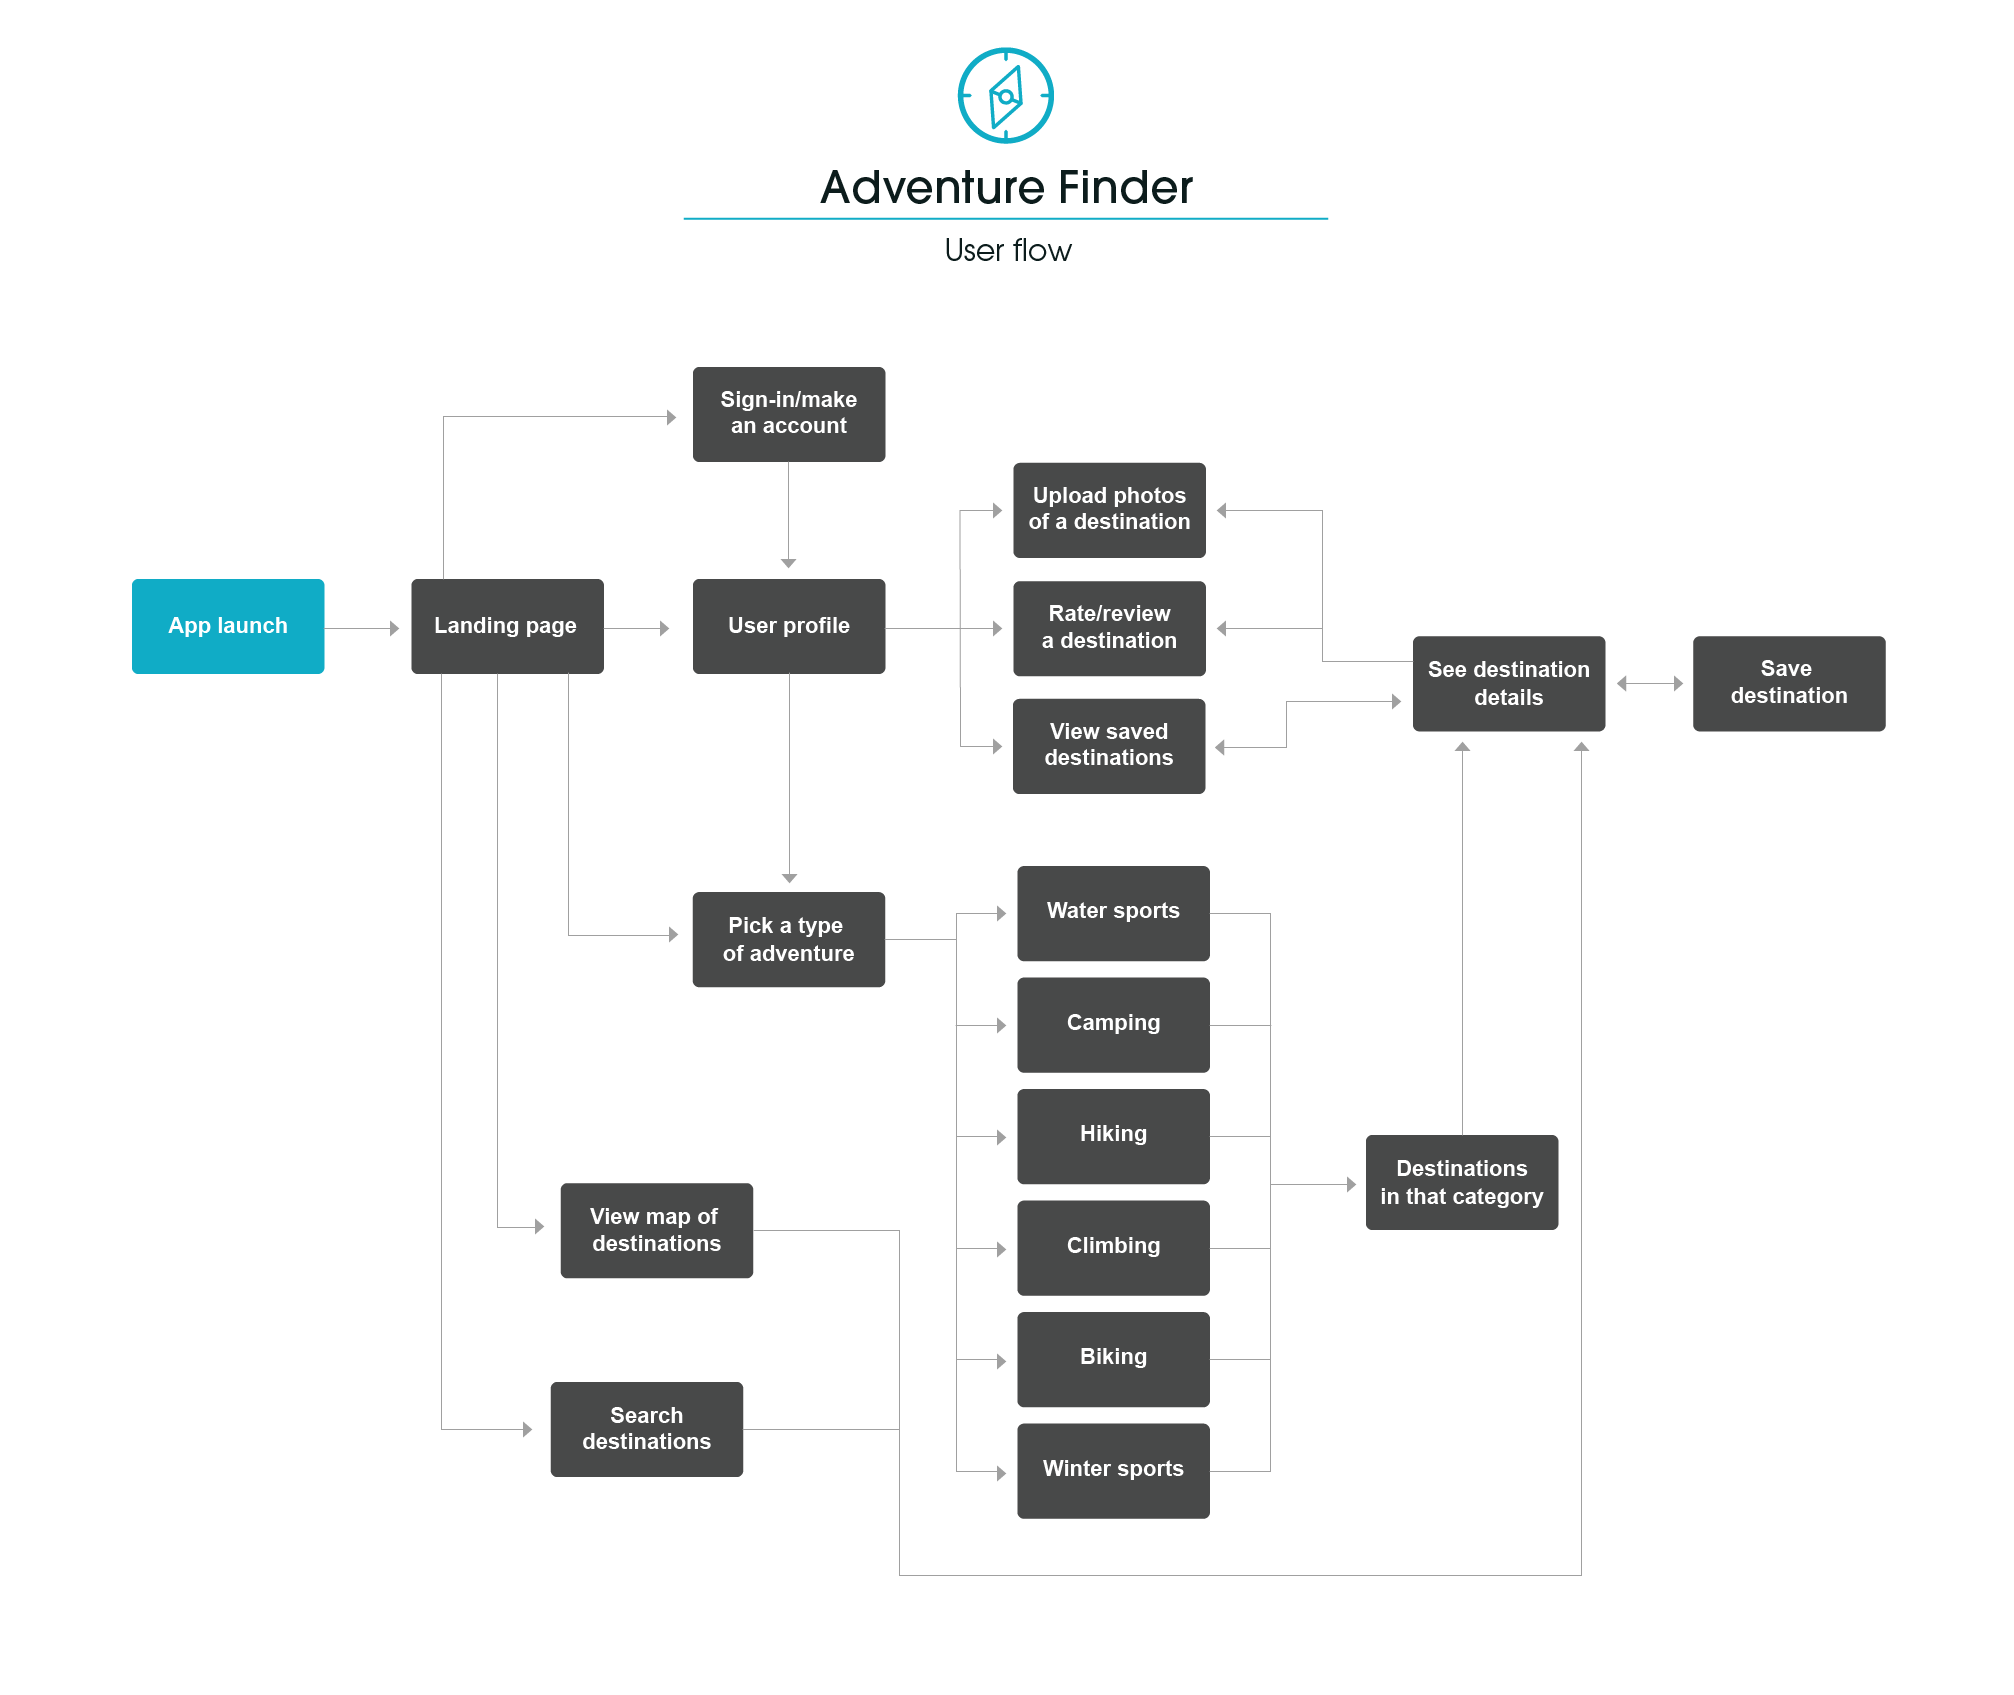 Adventure Finder
User flow
Sign-in/make
an account
Upload photos
of a destination
App launch
Landing page
User profile
Rate/review
a destination
See destination
details
Save
destination
View saved
destinations
Pick a type
of adventure
Water sports
Camping
Hiking
Destinations
in that category
View map of
destinations
Climbing
Biking
Search
destinations
Winter sports